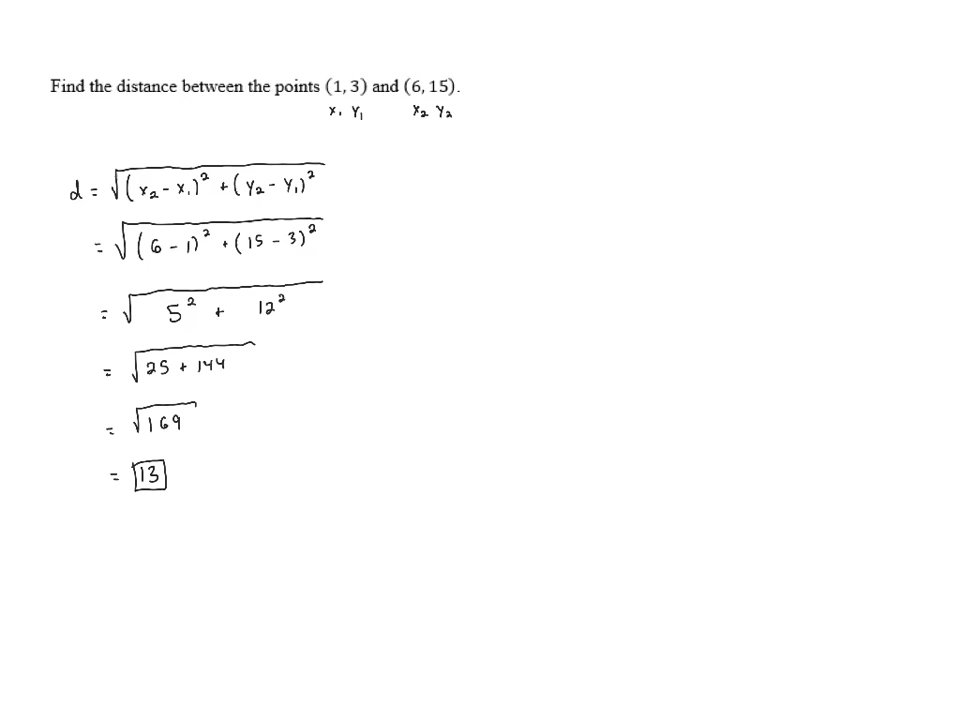 Find the distance between the points (1, 3) and (6, 15).
x₁ y₁ x₂ y₂
d = √((x₂ - x₁)² + (y₂ - y₁)²)
= √((6 - 1)² + (15 - 3)²)
= √(5² + 12²)
= √(25 + 144)
= √169
= 13